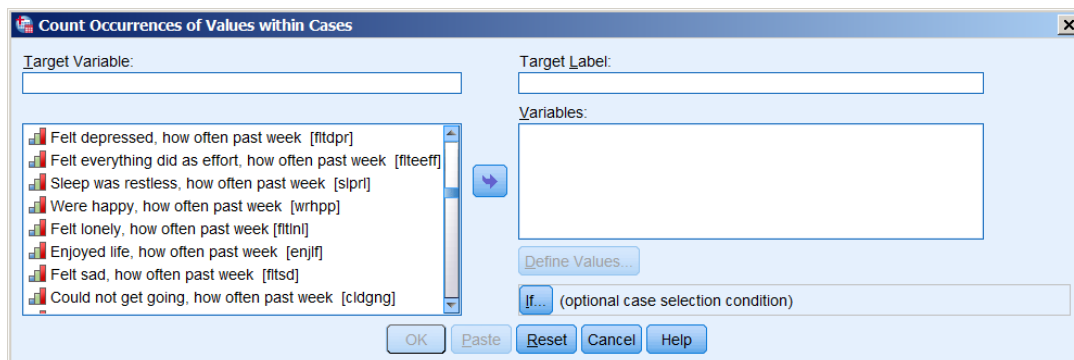 Count Occurrences of Values within Cases
Target Variable:
Target Label:
Variables:
Felt depressed, how often past week [fltdpr]
Felt everything did as effort, how often past week [flteeff]
Sleep was restless, how often past week [slprl]
Were happy, how often past week [wrhpp]
Felt lonely, how often past week [fltlnl]
Enjoyed life, how often past week [enjlf]
Felt sad, how often past week [fltsd]
Could not get going, how often past week [cldgng]
Define Values...
If... (optional case selection condition)
OK Paste Reset Cancel Help